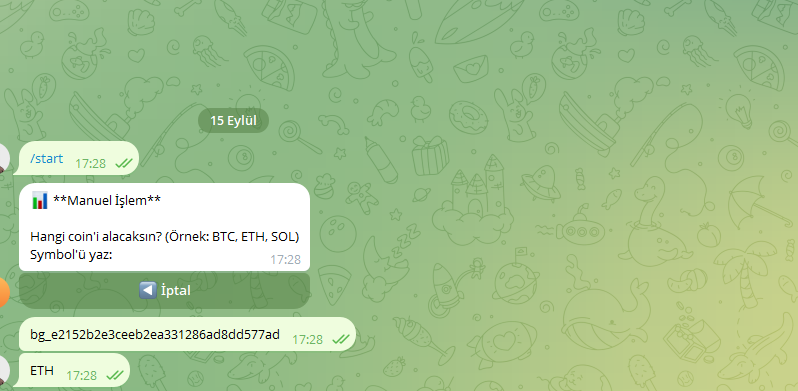 15 Eylül
/start 17:28
**Manuel İşlem**
Hangi coin'i alacaksın? (Örnek: BTC, ETH, SOL)
Symbol'ü yaz:
17:28
İptal
bg_e2152b2e3ceeb2ea331286ad8dd577ad 17:28
ETH 17:28